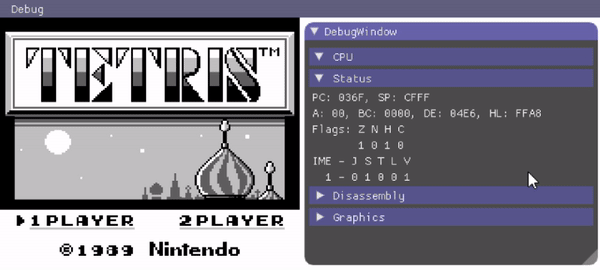 Debug
TETRIS™
1PLAYER 2PLAYER
©1989 Nintendo
DebugWindow
CPU
Status
PC: 036F, SP: CFFF
A: 00, BC: 0000, DE: 04E6, HL: FFA8
Flags: Z N H C
1 0 1 0
IME - J S T L V
1 - 0 1 0 0 1
Disassembly
Graphics